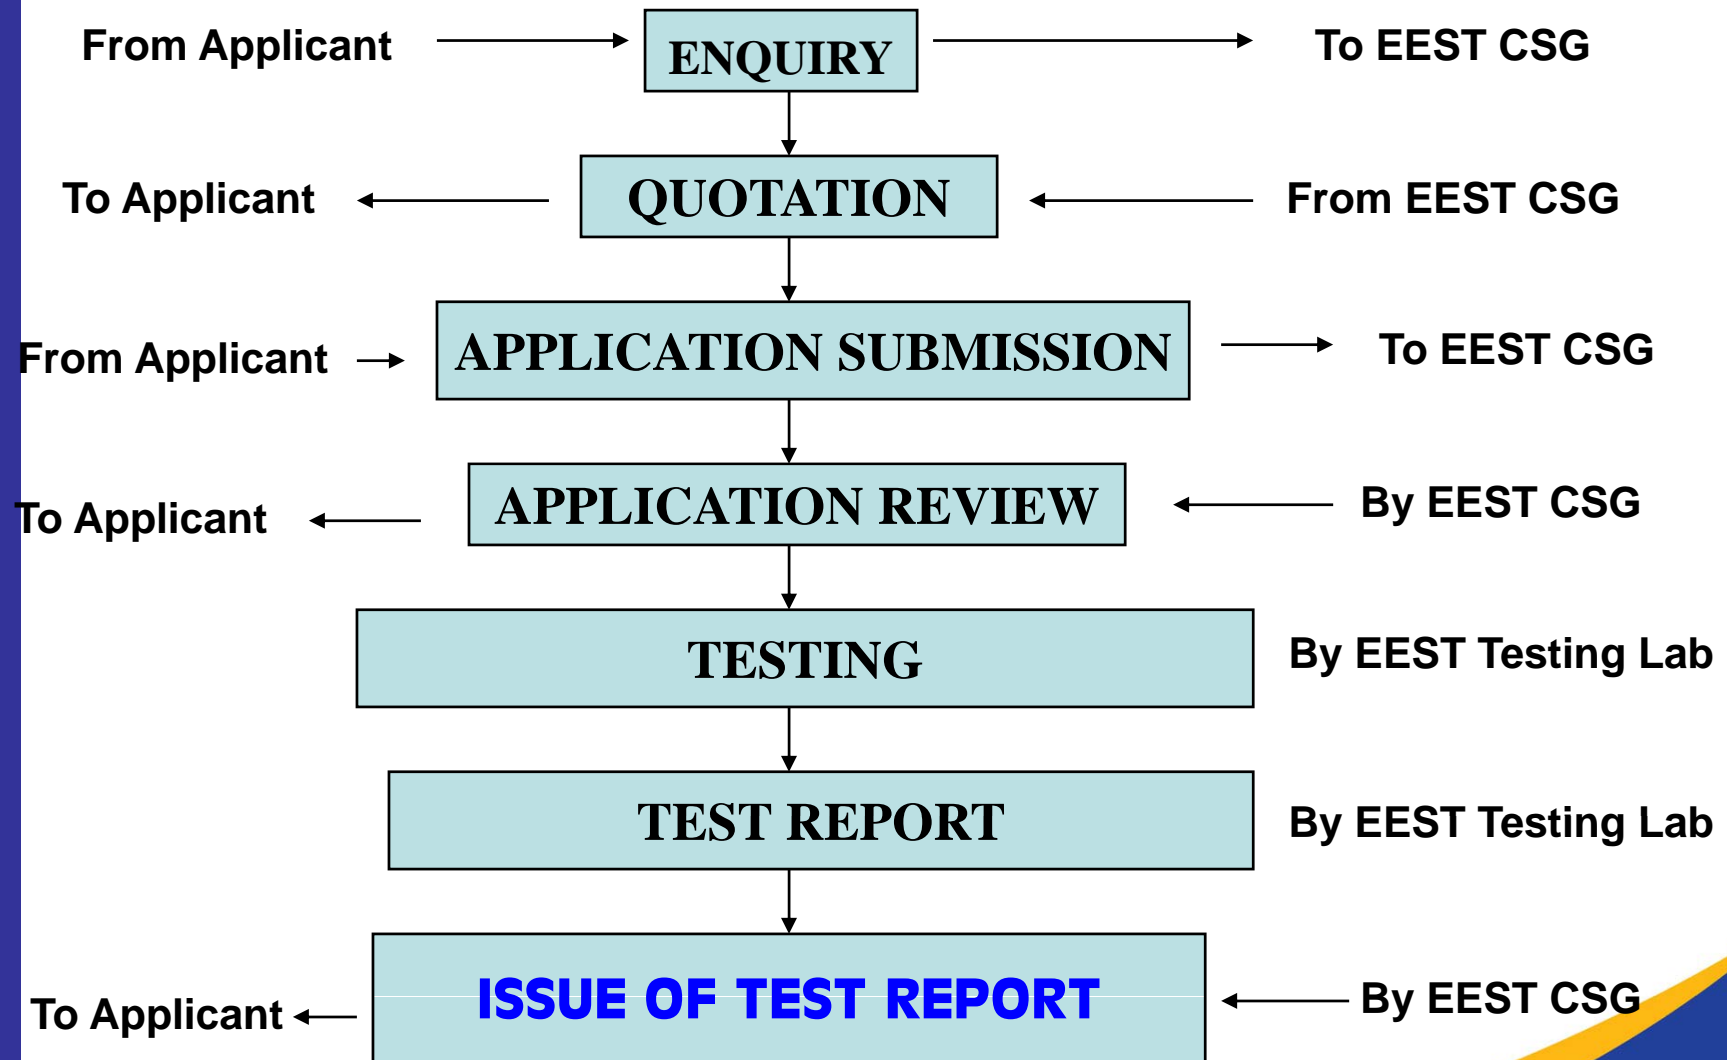 From Applicant
ENQUIRY
To EEST CSG
To Applicant
QUOTATION
From EEST CSG
From Applicant
APPLICATION SUBMISSION
To EEST CSG
To Applicant
APPLICATION REVIEW
By EEST CSG
TESTING
By EEST Testing Lab
TEST REPORT
By EEST Testing Lab
To Applicant
ISSUE OF TEST REPORT
By EEST CSG